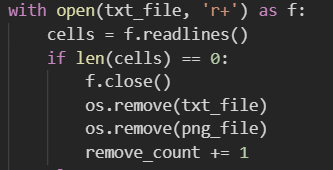 with open(txt_file, 'r+') as f:
    cells = f.readlines()
    if len(cells) == 0:
        f.close()
        os.remove(txt_file)
        os.remove(png_file)
        remove_count += 1